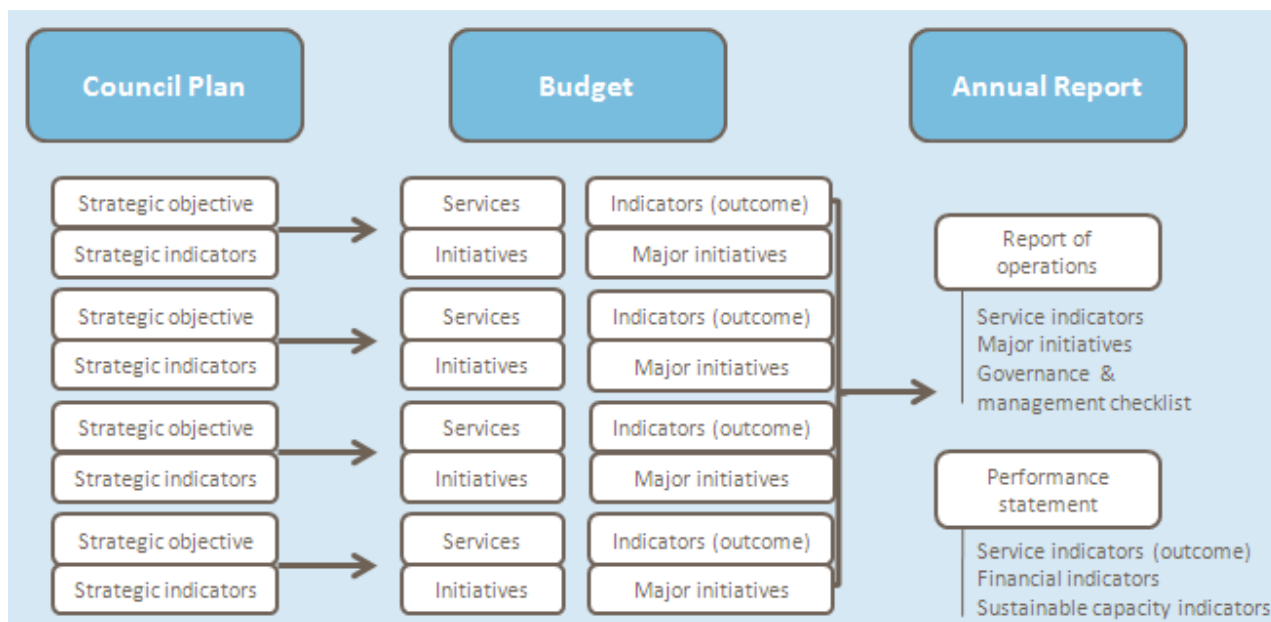 Council Plan
Budget
Annual Report
Strategic objective
Strategic indicators
Strategic objective
Strategic indicators
Strategic objective
Strategic indicators
Strategic objective
Strategic indicators
Services
Initiatives
Services
Initiatives
Services
Initiatives
Services
Initiatives
Indicators (outcome)
Major initiatives
Indicators (outcome)
Major initiatives
Indicators (outcome)
Major initiatives
Indicators (outcome)
Major initiatives
Report of
operations
Service indicators
Major initiatives
Governance &
management checklist
Performance
statement
Service indicators (outcome)
Financial indicators
Sustainable capacity indicators